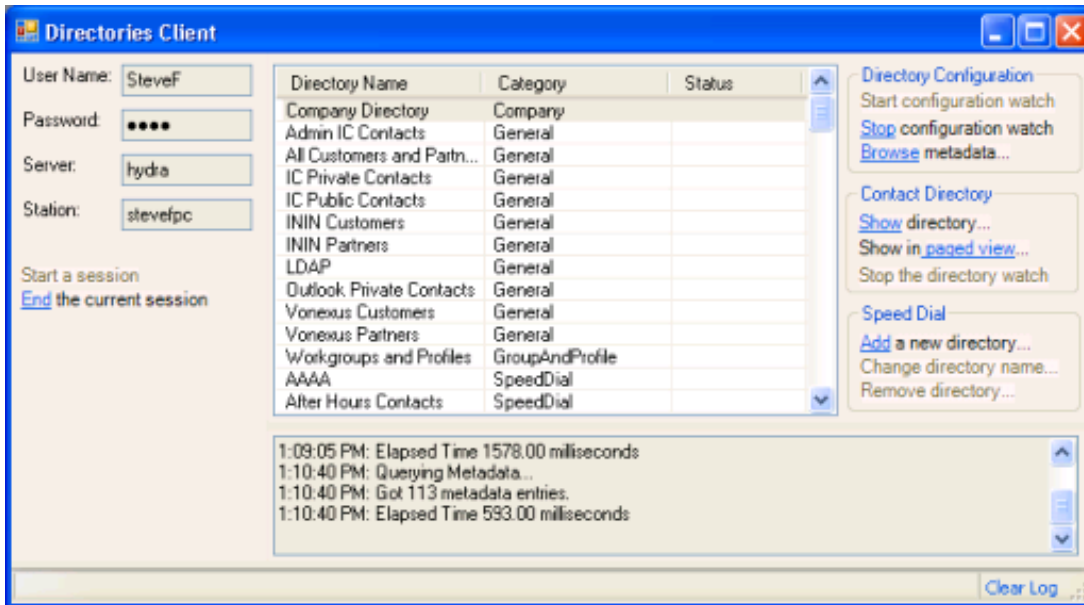 Directories Client
User Name: SteveF
Password: ••••
Server: hydra
Station: stevefpc
Start a session
End the current session
Directory Name Category Status
Company Directory Company
Admin IC Contacts General
All Customers and Partn... General
IC Private Contacts General
IC Public Contacts General
ININ Customers General
ININ Partners General
LDAP General
Outlook Private Contacts General
Vonexus Customers General
Vonexus Partners General
Workgroups and Profiles GroupAndProfile
AAAA SpeedDial
After Hours Contacts SpeedDial
Directory Configuration
Start configuration watch
Stop configuration watch
Browse metadata...
Contact Directory
Show directory...
Show in paged view...
Stop the directory watch
Speed Dial
Add a new directory...
Change directory name...
Remove directory...
1:09:05 PM: Elapsed Time 1578.00 milliseconds
1:10:40 PM: Querying Metadata...
1:10:40 PM: Got 113 metadata entries.
1:10:40 PM: Elapsed Time 593.00 milliseconds
Clear Log